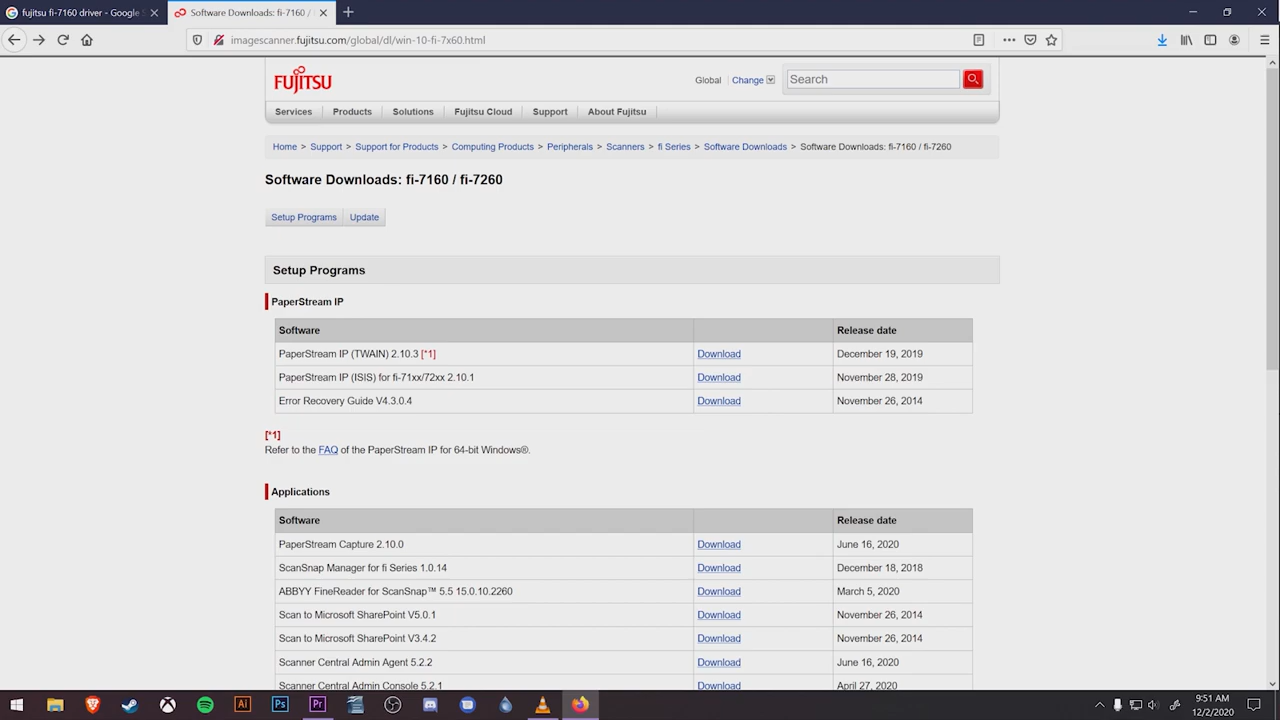 fujitsu fi-7160 driver - Google S
Software Downloads: fi-7160 / fi-
imagescanner.fujitsu.com/global/dl/win-10-fi-7x60.html
FUJITSU
Global Change
Search
Services Products Solutions Fujitsu Cloud Support About Fujitsu
Home > Support > Support for Products > Computing Products > Peripherals > Scanners > fi Series > Software Downloads > Software Downloads: fi-7160 / fi-7260
Software Downloads: fi-7160 / fi-7260
Setup Programs Update
Setup Programs
PaperStream IP
Software Release date
PaperStream IP (TWAIN) 2.10.3 [*1] Download December 19, 2019
PaperStream IP (ISIS) for fi-71xx/72xx 2.10.1 Download November 28, 2019
Error Recovery Guide V4.3.0.4 Download November 26, 2014
[*1]
Refer to the FAQ of the PaperStream IP for 64-bit Windows®.
Applications
Software Release date
PaperStream Capture 2.10.0 Download June 16, 2020
ScanSnap Manager for fi Series 1.0.14 Download December 18, 2018
ABBYY FineReader for ScanSnap™ 5.5 15.0.10.2260 Download March 5, 2020
Scan to Microsoft SharePoint V5.0.1 Download November 26, 2014
Scan to Microsoft SharePoint V3.4.2 Download November 26, 2014
Scanner Central Admin Agent 5.2.2 Download June 16, 2020
Scanner Central Admin Console 5.2.1 Download April 27, 2020
Ai Ps Pr
9:51 AM
12/2/2020